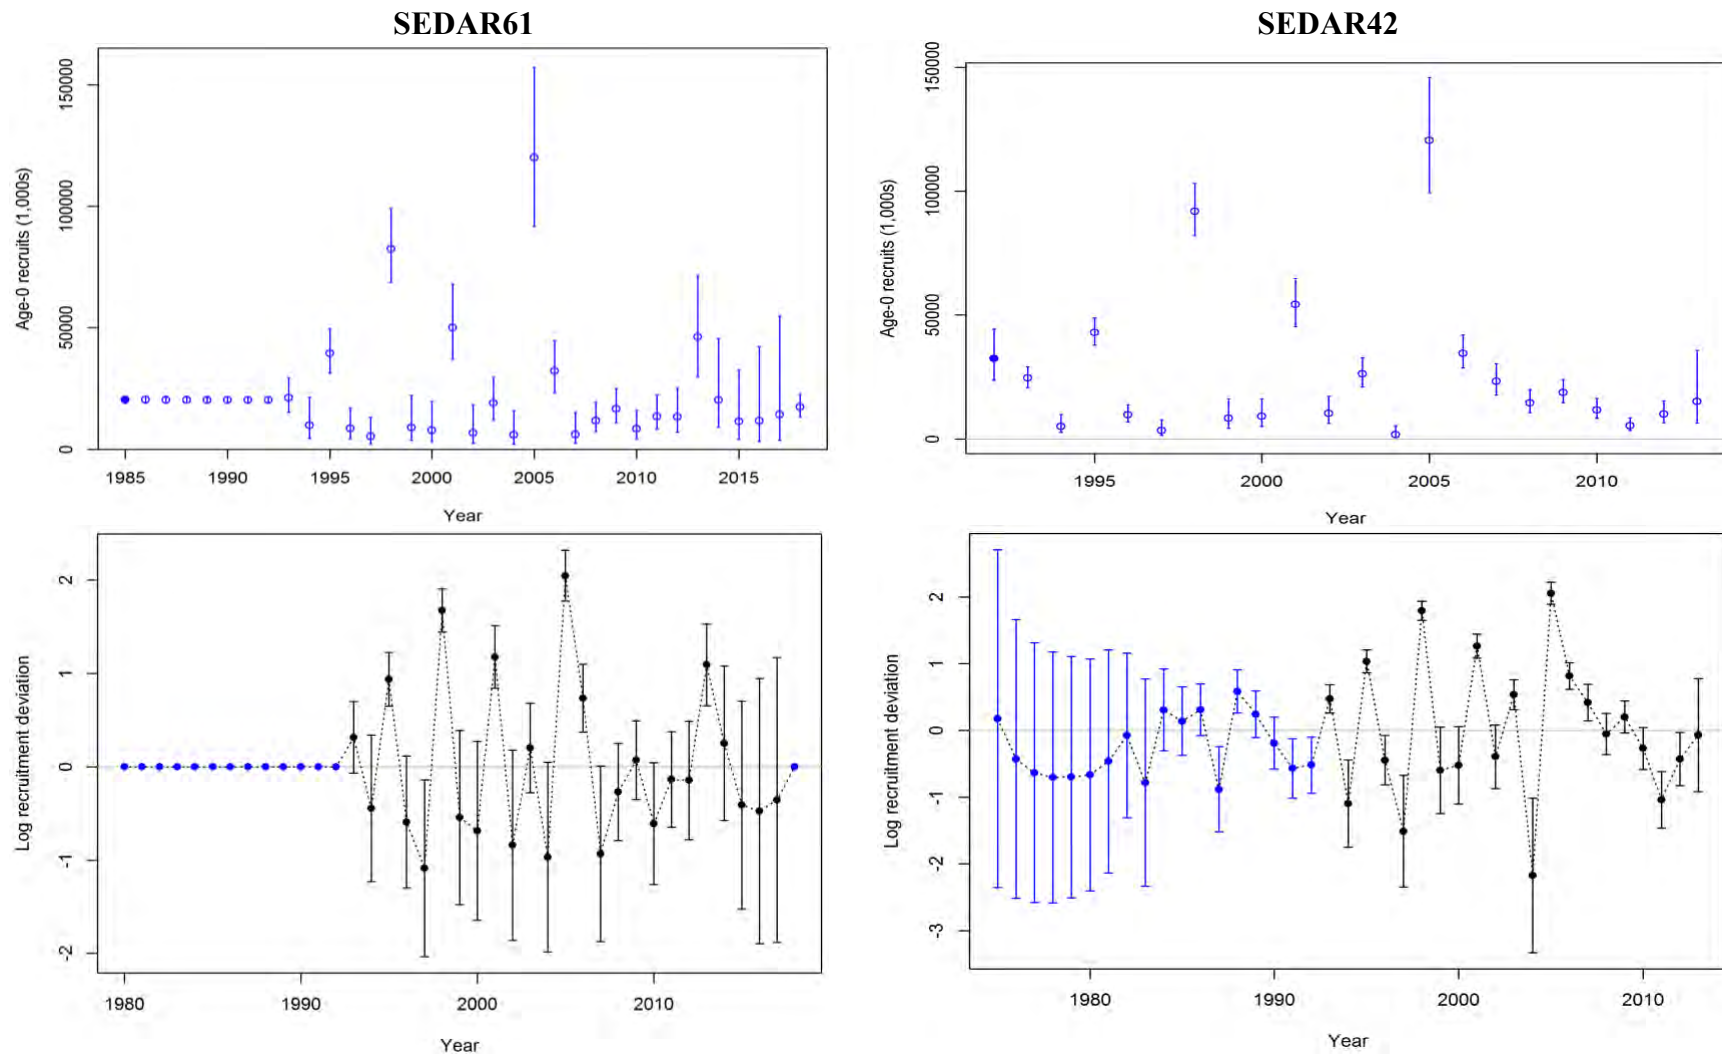 SEDAR61
SEDAR42
Age-0 recruits (1,000s)
150000
100000
50000
0
1985 1990 1995 2000 2005 2010 2015
Year
Age-0 recruits (1,000s)
150000
100000
50000
0
1995 2000 2005 2010
Year
Log recruitment deviation
2
1
0
-1
-2
1980 1990 2000 2010
Year
Log recruitment deviation
2
1
0
-1
-2
-3
1980 1990 2000 2010
Year